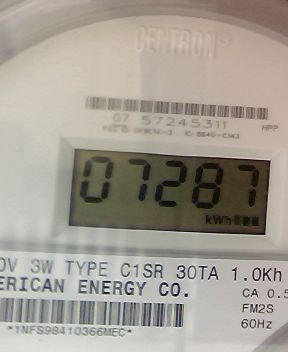 CENTRON®
07 57245311
HPP
07287
kWh
0V 3W TYPE C1SR 30TA 1.0Kh
ERICAN ENERGY CO.
CA 0.5
FM2S
60Hz
*1NFS98410366MEC*